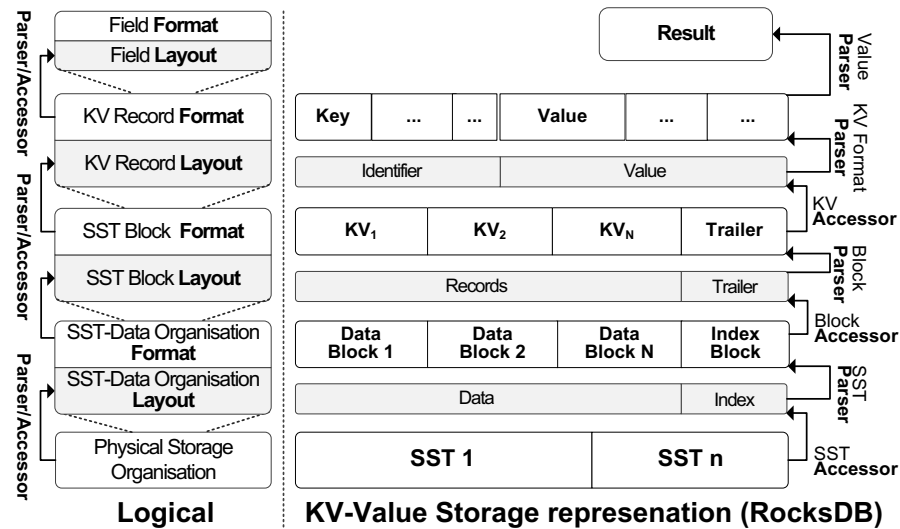 Field Format
Field Layout
KV Record Format
KV Record Layout
SST Block Format
SST Block Layout
SST-Data Organisation
Format
SST-Data Organisation
Layout
Physical Storage
Organisation
Parser/Accessor
Parser/Accessor
Parser/Accessor
Parser/Accessor
Logical
Result
Value
Parser
Key
...
...
Value
...
...
KV Format
Parser
Identifier
Value
KV
Accessor
KV1
KV2
KVN
Trailer
Block
Parser
Records
Trailer
Block
Accessor
Data
Block 1
Data
Block 2
Data
Block N
Index
Block
SST
Parser
Data
Index
SST
Accessor
SST 1
SST n
KV-Value Storage represenation (RocksDB)